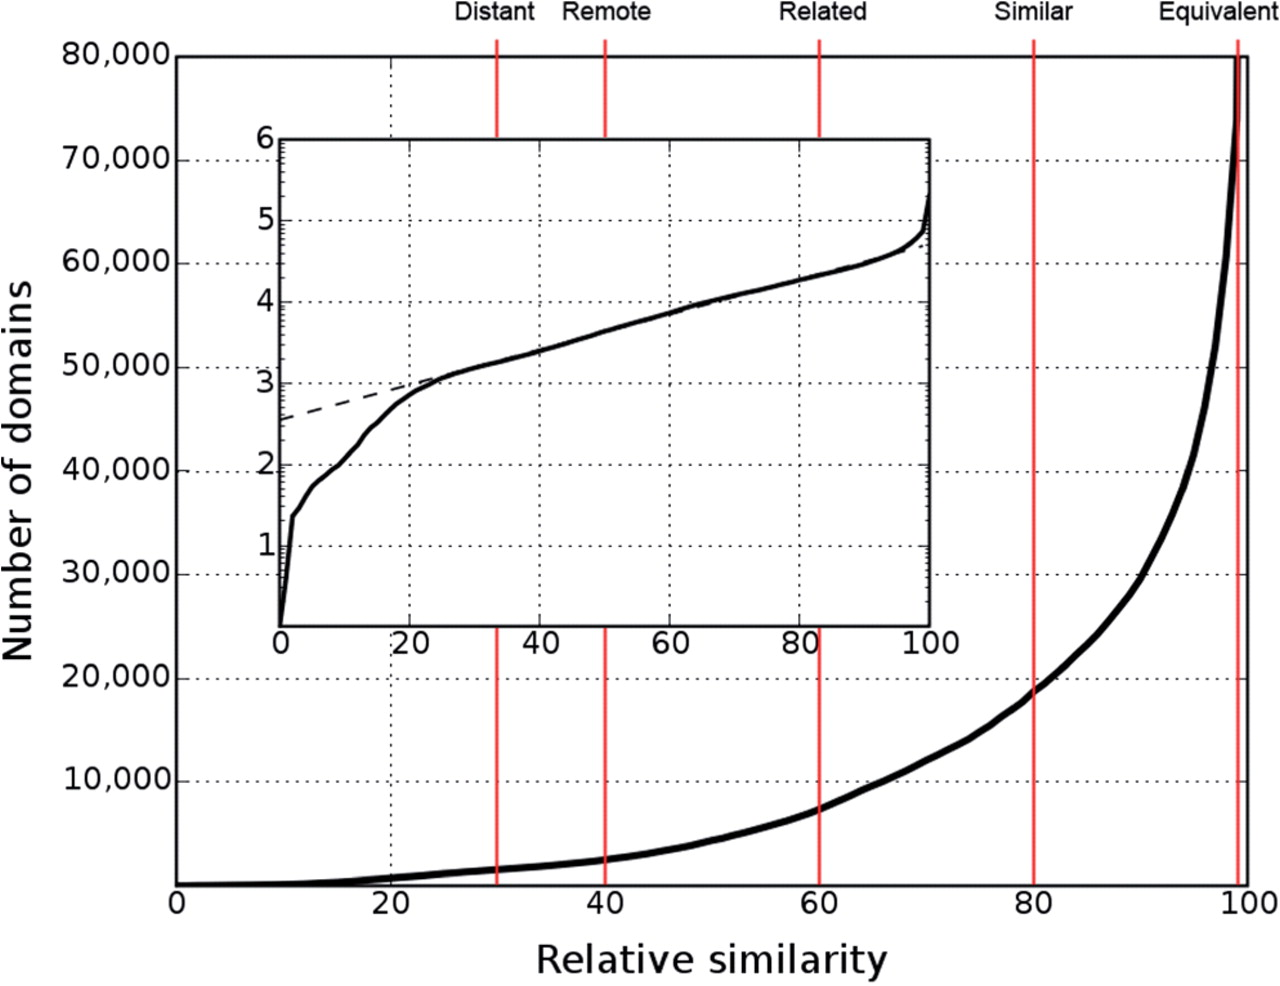 Distant Remote Related Similar Equivalent
80,000
70,000
60,000
50,000
40,000
30,000
20,000
10,000
Number of domains
6
5
4
3
2
1
0 20 40 60 80 100
0 20 40 60 80 100
Relative similarity